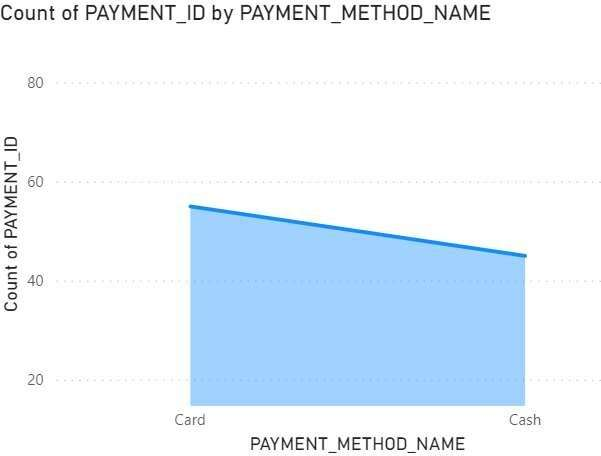 Count of PAYMENT_ID by PAYMENT_METHOD_NAME
80
60
40
20
Count of PAYMENT_ID
Card Cash
PAYMENT_METHOD_NAME